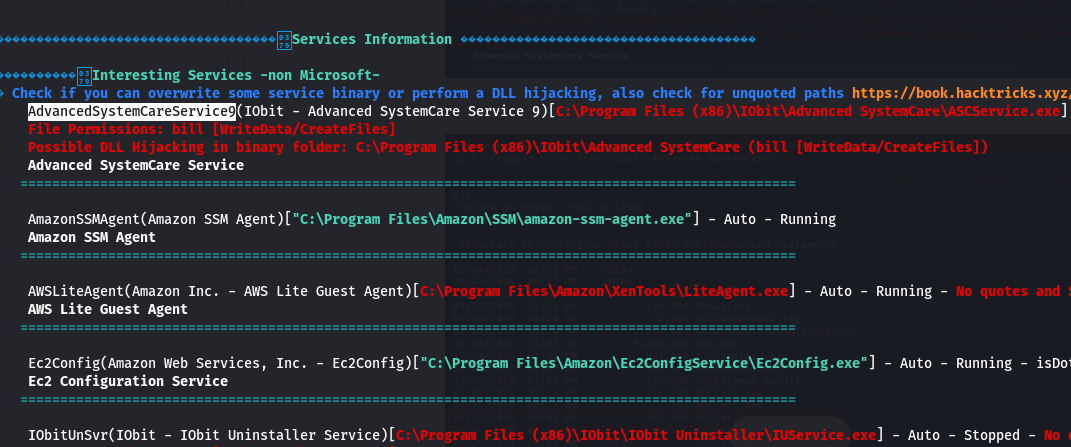 Services Information
Interesting Services -non Microsoft-
Check if you can overwrite some service binary or perform a DLL hijacking, also check for unquoted paths https://book.hacktricks.xyz/
AdvancedSystemCareService9(IObit - Advanced SystemCare Service 9)[C:\Program Files (x86)\IObit\Advanced SystemCare\ASCService.exe]
File Permissions: bill [WriteData/CreateFiles]
Possible DLL Hijacking in binary folder: C:\Program Files (x86)\IObit\Advanced SystemCare (bill [WriteData/CreateFiles])
Advanced SystemCare Service
=================================================================================================
AmazonSSMAgent(Amazon SSM Agent)["C:\Program Files\Amazon\SSM\amazon-ssm-agent.exe"] - Auto - Running
Amazon SSM Agent
=================================================================================================
AWSLiteAgent(Amazon Inc. - AWS Lite Guest Agent)[C:\Program Files\Amazon\XenTools\LiteAgent.exe] - Auto - Running - No quotes and S
AWS Lite Guest Agent
=================================================================================================
Ec2Config(Amazon Web Services, Inc. - Ec2Config)["C:\Program Files\Amazon\Ec2ConfigService\Ec2Config.exe"] - Auto - Running - isDot
Ec2 Configuration Service
=================================================================================================
IObitUnSvr(IObit - IObit Uninstaller Service)[C:\Program Files (x86)\IObit\IObit Uninstaller\IUService.exe] - Auto - Stopped - No